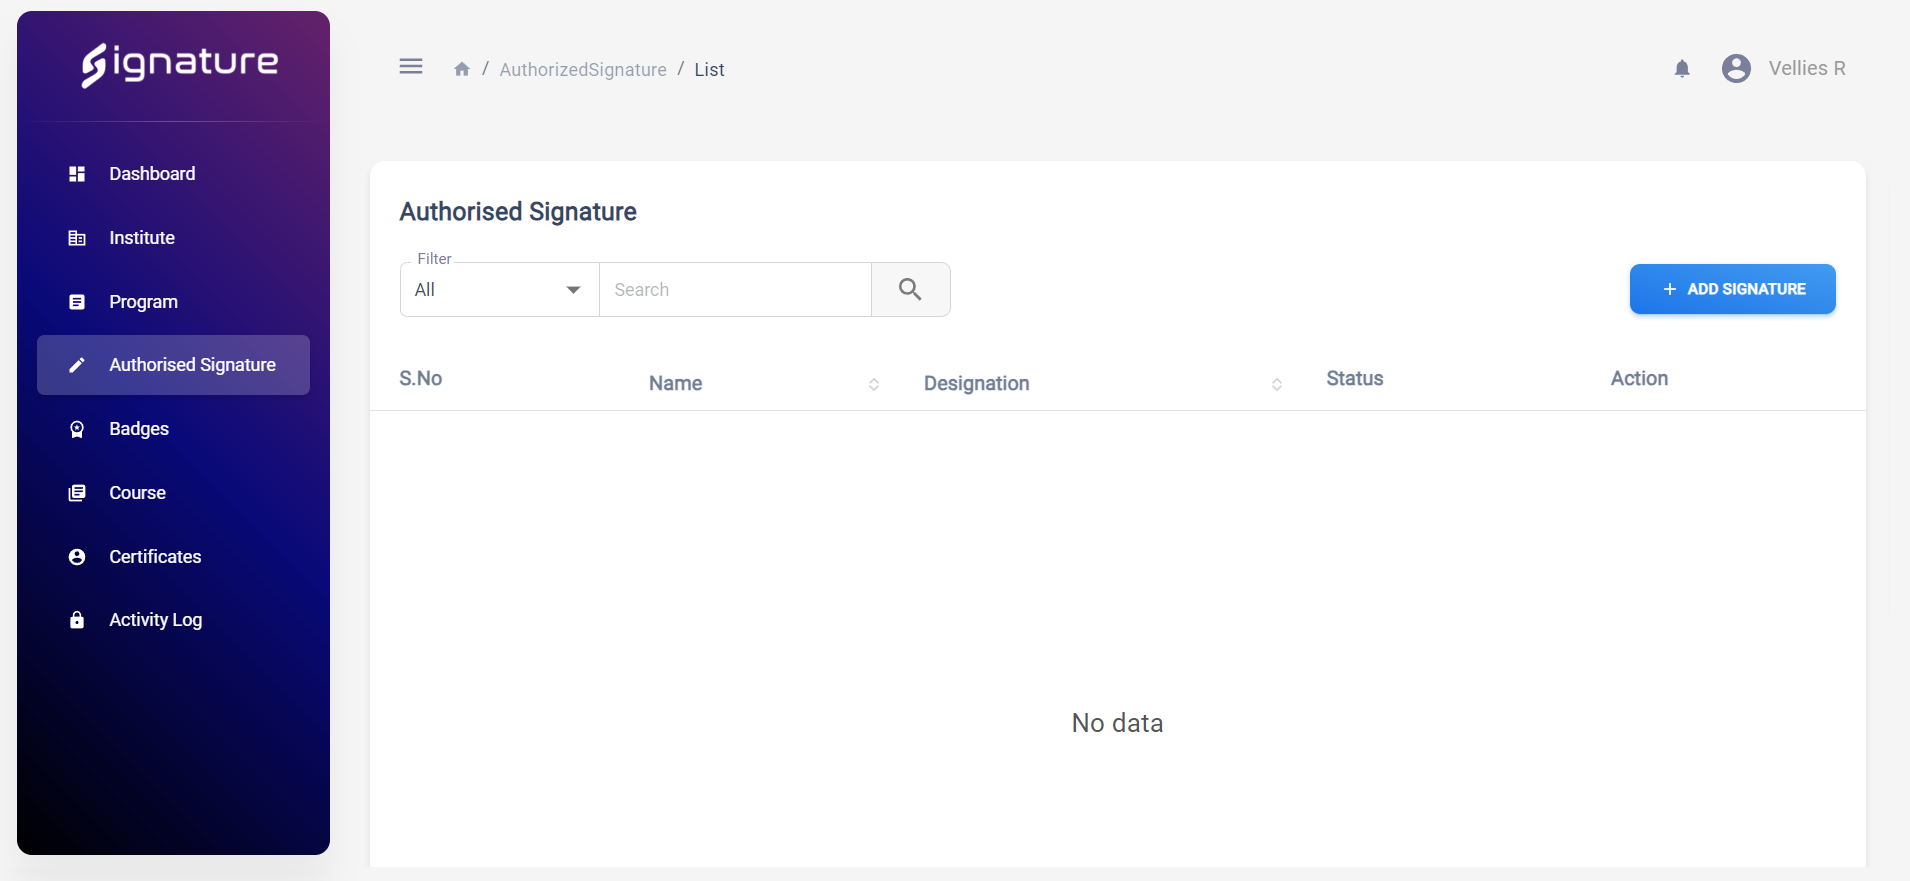 Signature
Dashboard
Institute
Program
Authorised Signature
Badges
Course
Certificates
Activity Log
/ AuthorizedSignature / List
Vellies R
Authorised Signature
Filter
All
Search
+ ADD SIGNATURE
S.No Name Designation Status Action
No data